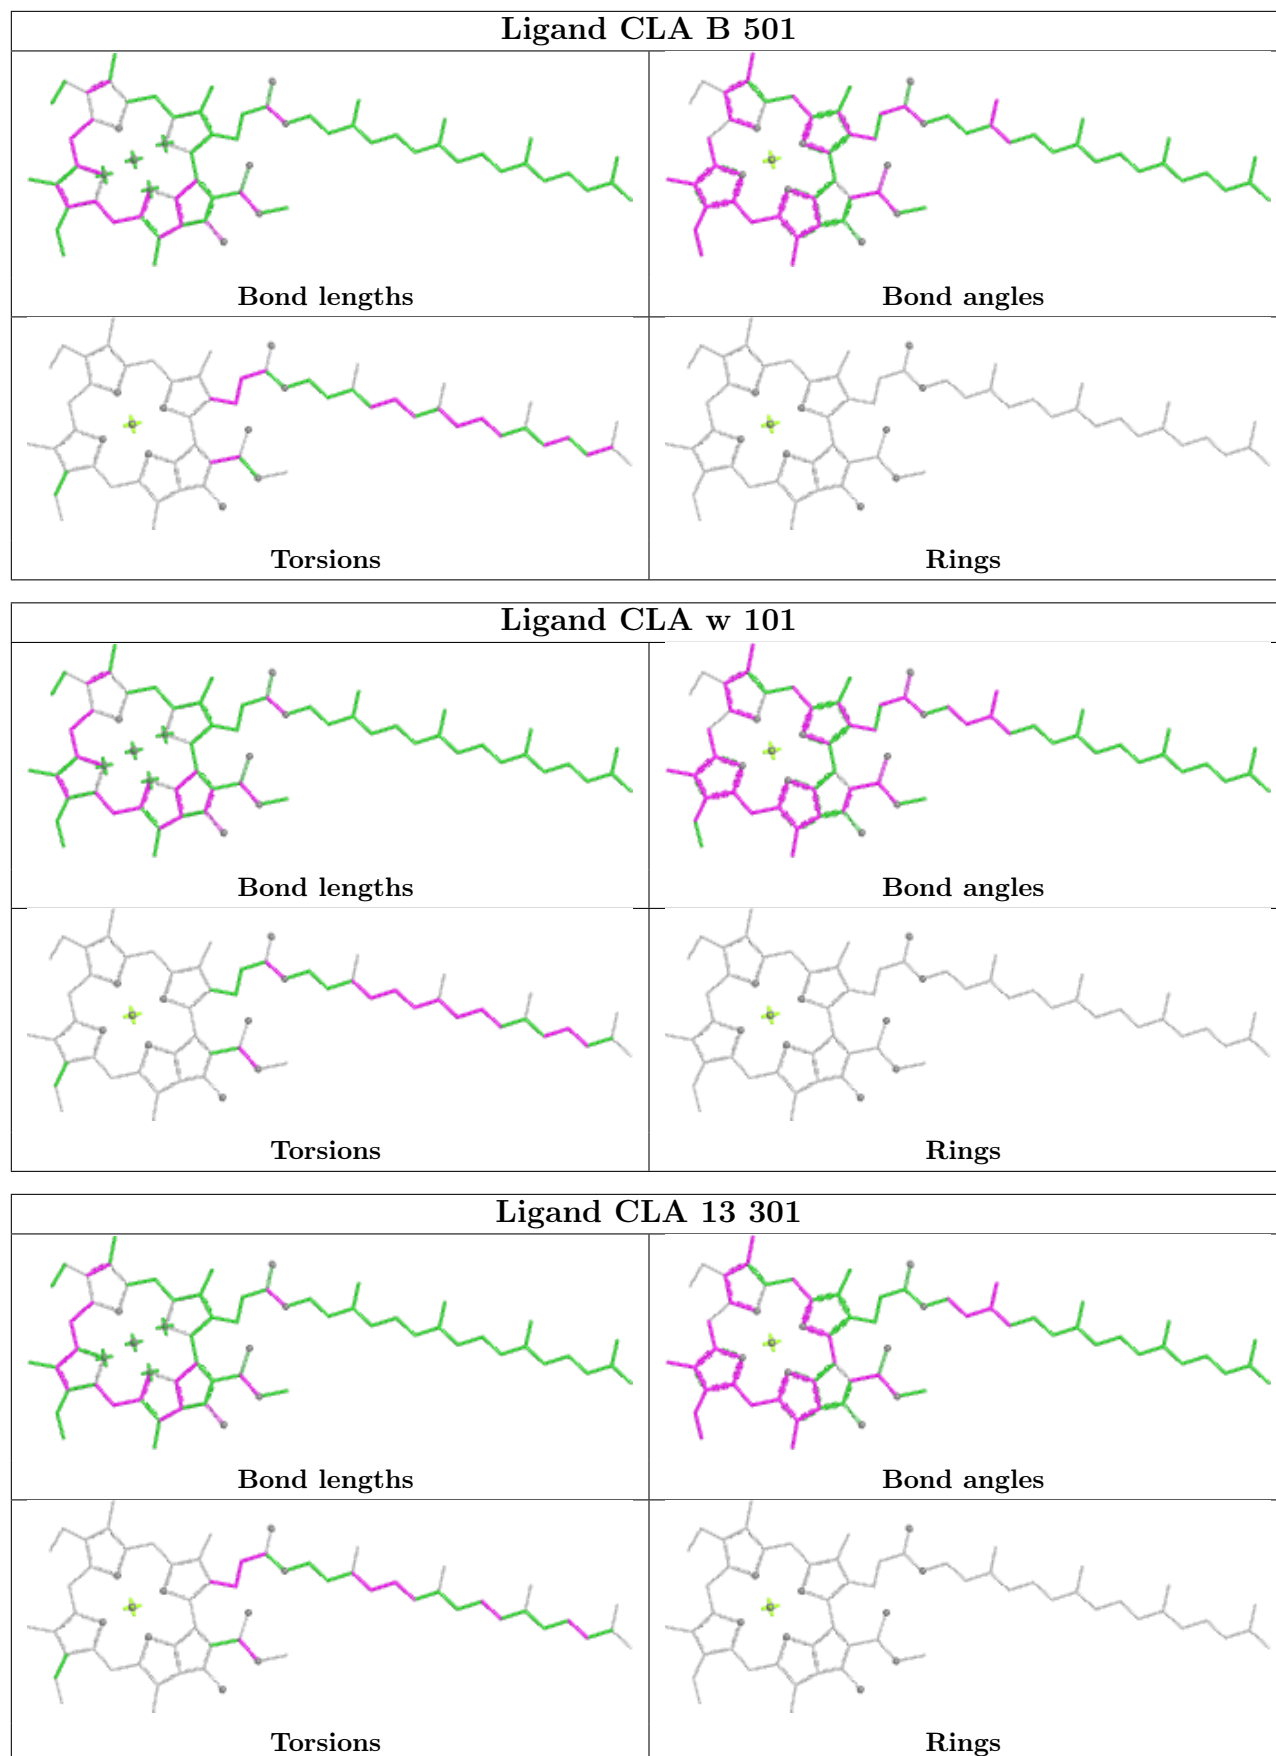 Ligand CLA B 501
Bond lengths
Bond angles
Torsions
Rings
Ligand CLA w 101
Bond lengths
Bond angles
Torsions
Rings
Ligand CLA 13 301
Bond lengths
Bond angles
Torsions
Rings